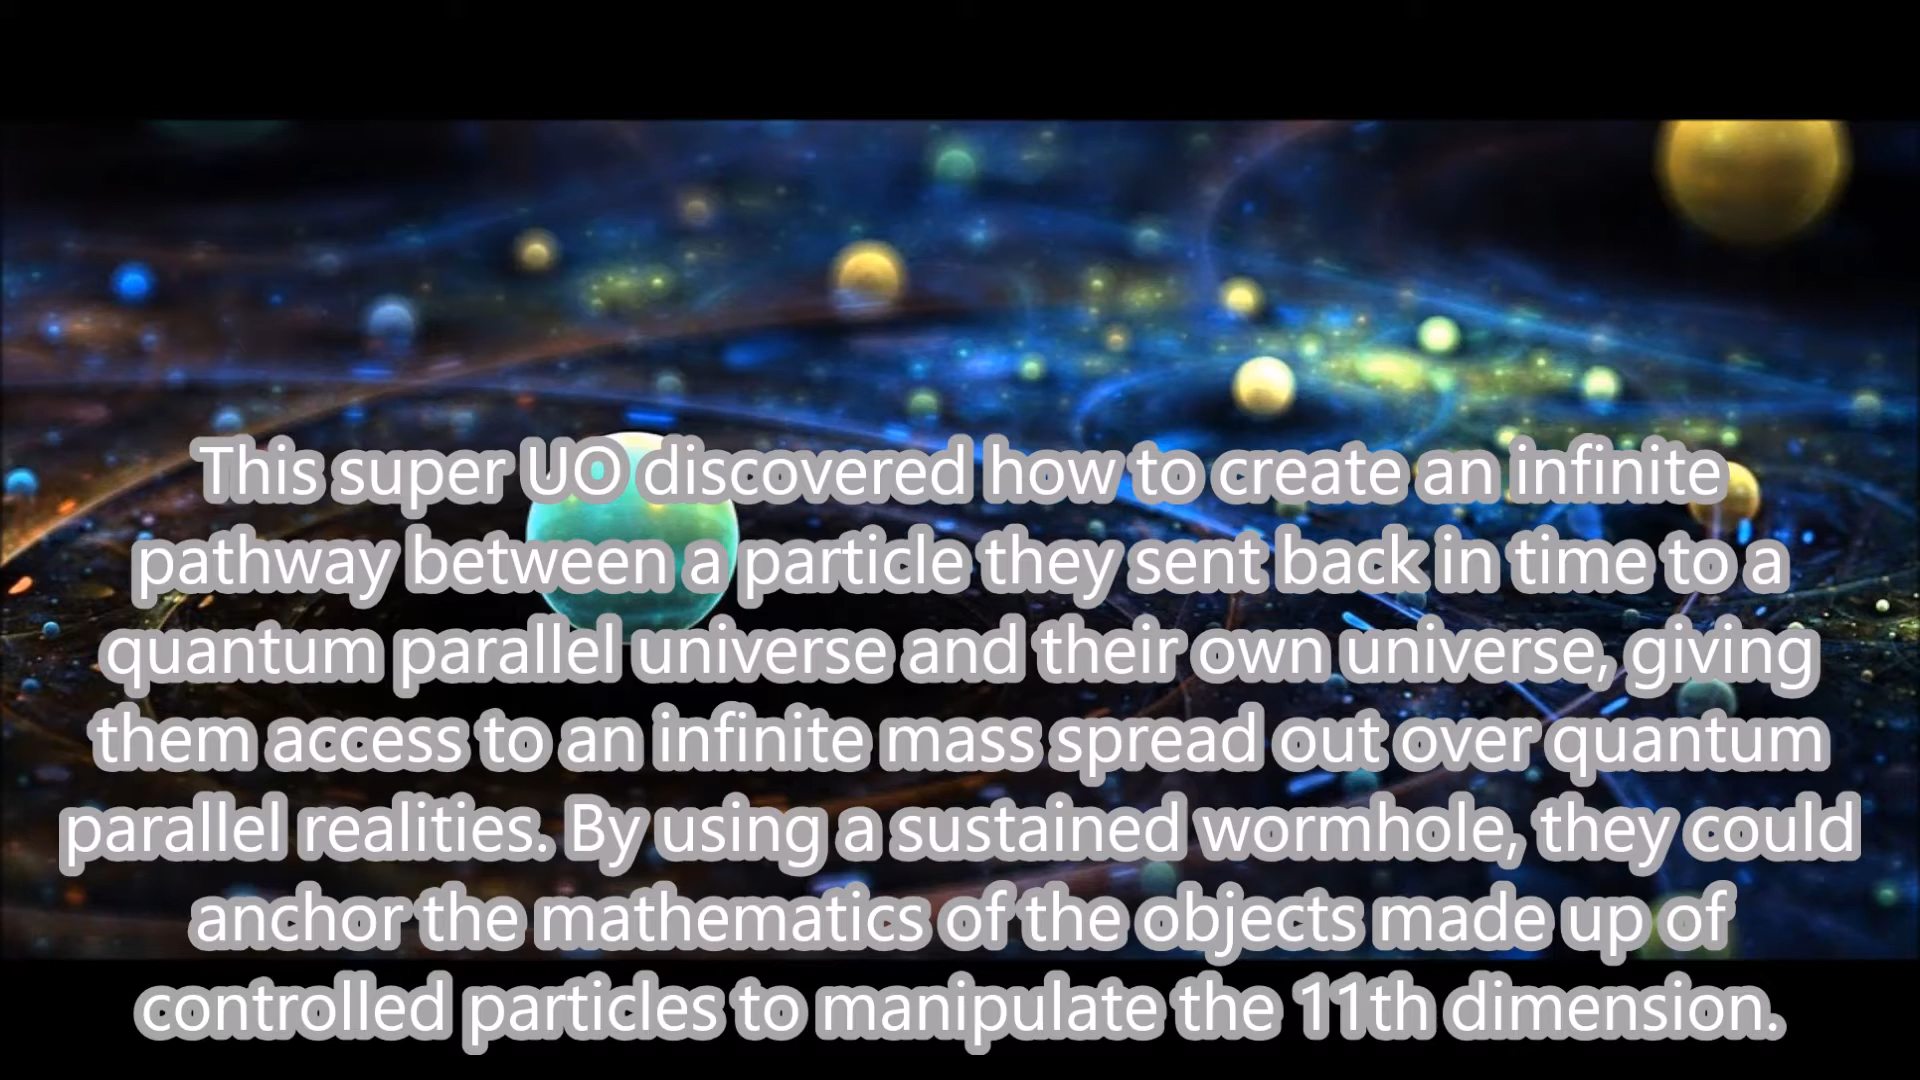 This super UO discovered how to create an infinite
pathway between a particle they sent back in time to a
quantum parallel universe and their own universe, giving
them access to an infinite mass spread out over quantum
parallel realities. By using a sustained wormhole, they could
anchor the mathematics of the objects made up of
controlled particles to manipulate the 11th dimension.